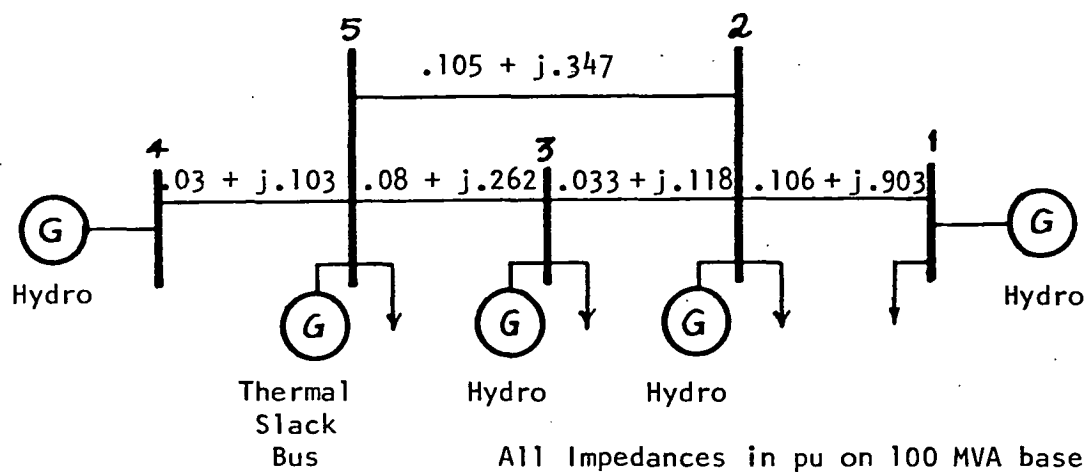 5
2
.105 + j.347
4
3
1
.03 + j.103
.08 + j.262
.033 + j.118
.106 + j.903
G
G
Hydro
Hydro
G
G
G
Thermal
Slack
Bus
Hydro
Hydro
All Impedances in pu on 100 MVA base